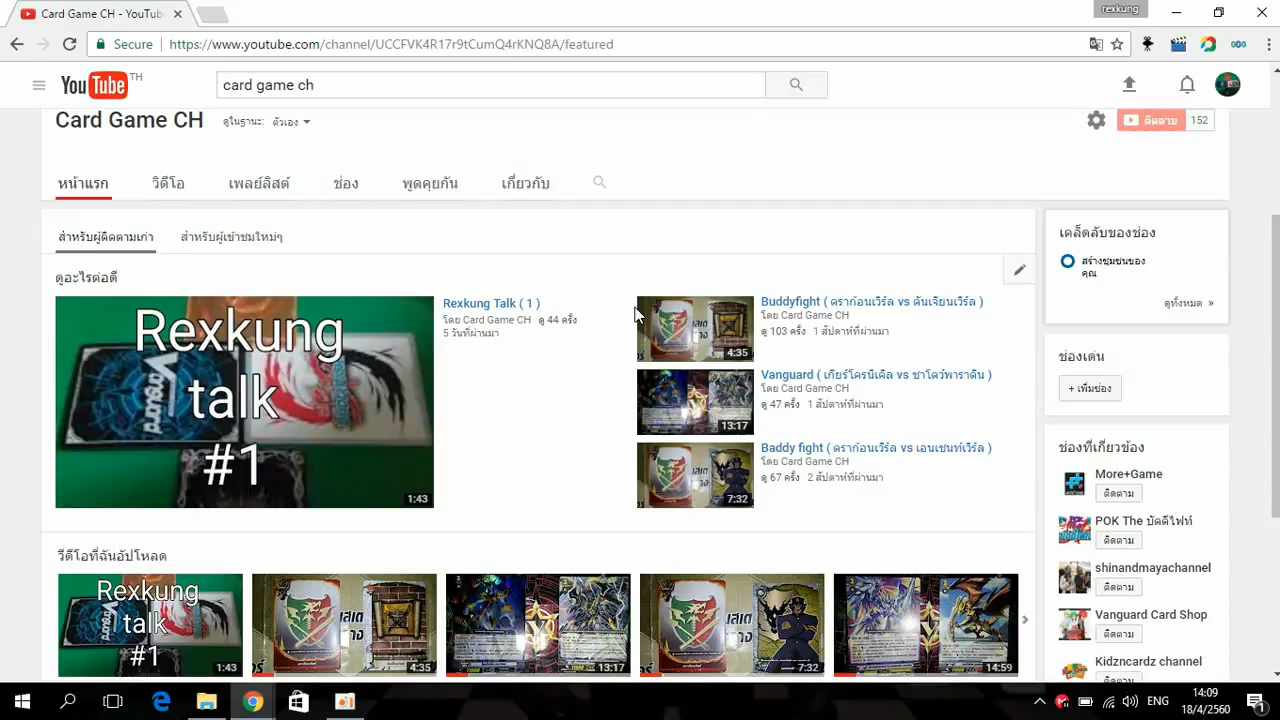 Card Game CH - YouTub
rexkung
Secure
https://www.youtube.com/channel/UCCFVK4R17r9tCumQ4rKNQ8A/featured
YouTube TH
card game ch
Card Game CH
ดูในฐานะ: ตัวเอง
ติดตาม 152
หน้าแรก วิดีโอ เพลย์ลิสต์ ช่อง พูดคุยกัน เกี่ยวกับ
สำหรับผู้ติดตามเก่า สำหรับผู้เข้าชมใหม่ๆ
ดูอะไรต่อดี
Rexkung
talk
#1
1:43
Rexkung Talk ( 1 )
โดย Card Game CH ดู 44 ครั้ง
5 วันที่ผ่านมา
4:35
Buddyfight ( ดราก้อนเวิร์ล vs ดันเจียนเวิร์ล )
โดย Card Game CH
ดู 103 ครั้ง 1 สัปดาห์ที่ผ่านมา
13:17
Vanguard ( เกียร์โครนิเคิล vs ชาโดว์พาราดิน )
โดย Card Game CH
ดู 47 ครั้ง 1 สัปดาห์ที่ผ่านมา
7:32
Baddy fight ( ดราก้อนเวิร์ล vs เอนเชนท์เวิร์ล )
โดย Card Game CH
ดู 67 ครั้ง 2 สัปดาห์ที่ผ่านมา
วิดีโอที่ฉันอัปโหลด
Rexkung
talk
#1
1:43
4:35
13:17
7:32
14:59
เคล็ดลับของช่อง
สร้างชุมชนของ
คุณ
ดูทั้งหมด »
ช่องเด่น
+ เพิ่มช่อง
ช่องที่เกี่ยวข้อง
More+Game
ติดตาม
POK The บัดดี้ไฟท์
ติดตาม
shinandmayachannel
ติดตาม
Vanguard Card Shop
ติดตาม
Kidzncardz channel
ENG
14:09
18/4/2560